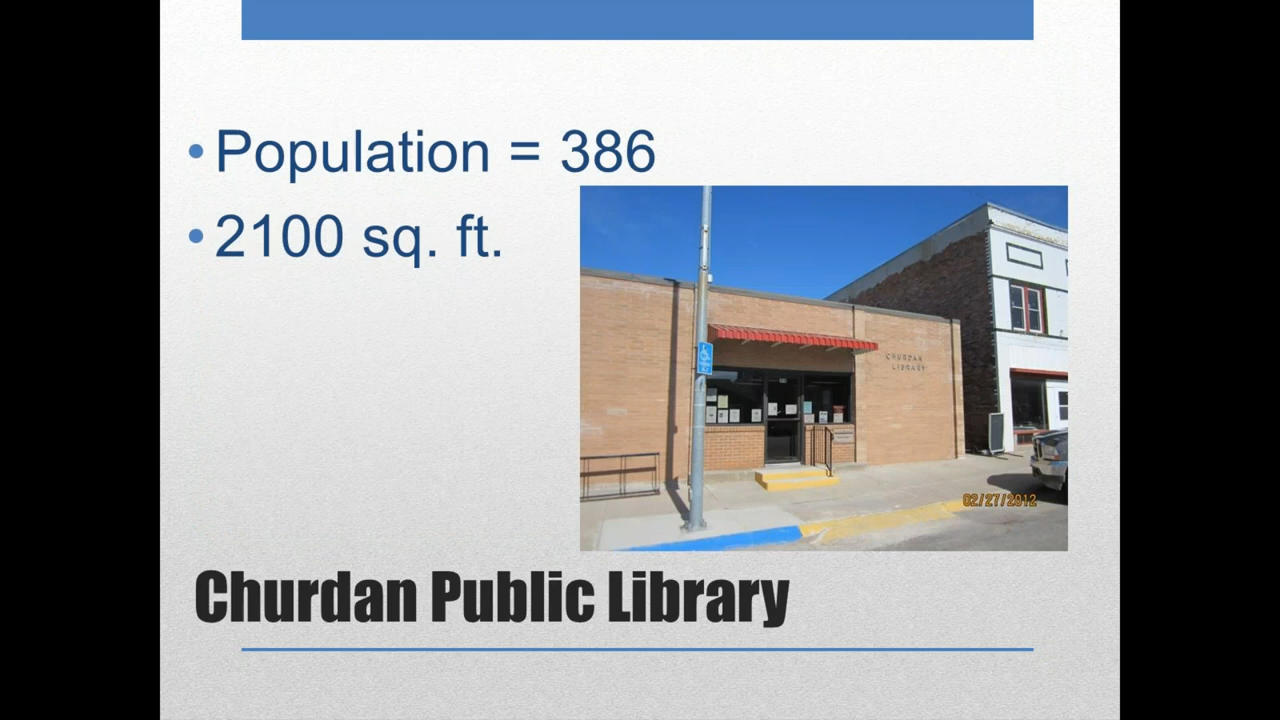 • Population = 386
• 2100 sq. ft.
CHURDAN
LIBRARY
02/27/2012
Churdan Public Library